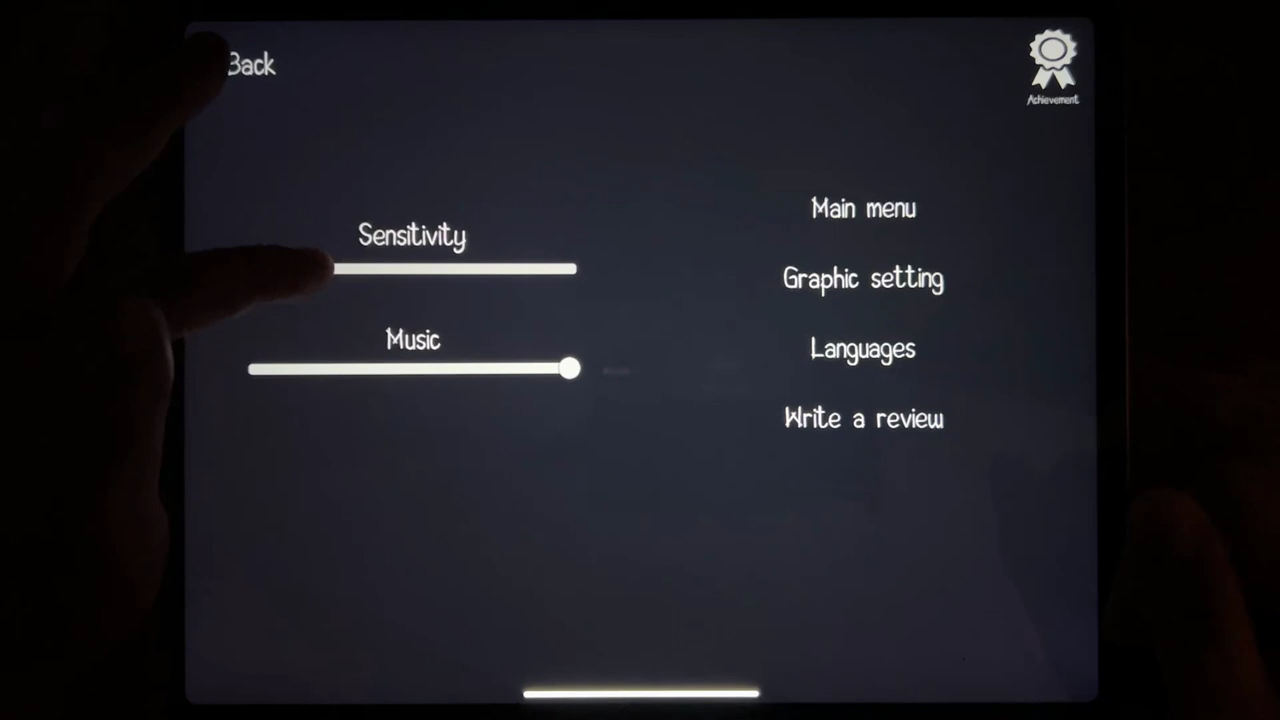 Back
Achievement
Sensitivity
Music
Main menu
Graphic setting
Languages
Write a review